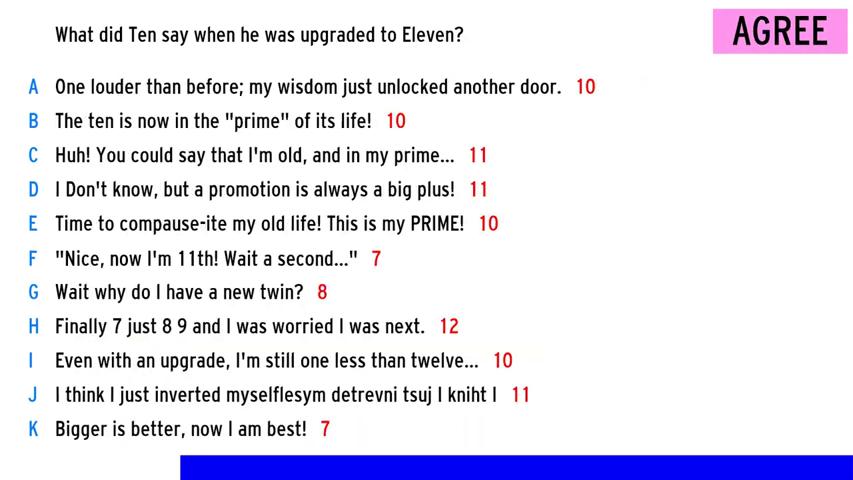 What did Ten say when he was upgraded to Eleven?
AGREE
A One louder than before; my wisdom just unlocked another door. 10
B The ten is now in the "prime" of its life! 10
C Huh! You could say that I'm old, and in my prime... 11
D I Don't know, but a promotion is always a big plus! 11
E Time to compause-ite my old life! This is my PRIME! 10
F "Nice, now I'm 11th! Wait a second..." 7
G Wait why do I have a new twin? 8
H Finally 7 just 8 9 and I was worried I was next. 12
I Even with an upgrade, I'm still one less than twelve... 10
J I think I just inverted myselflesym detrevni tsuj I kniht I 11
K Bigger is better, now I am best! 7